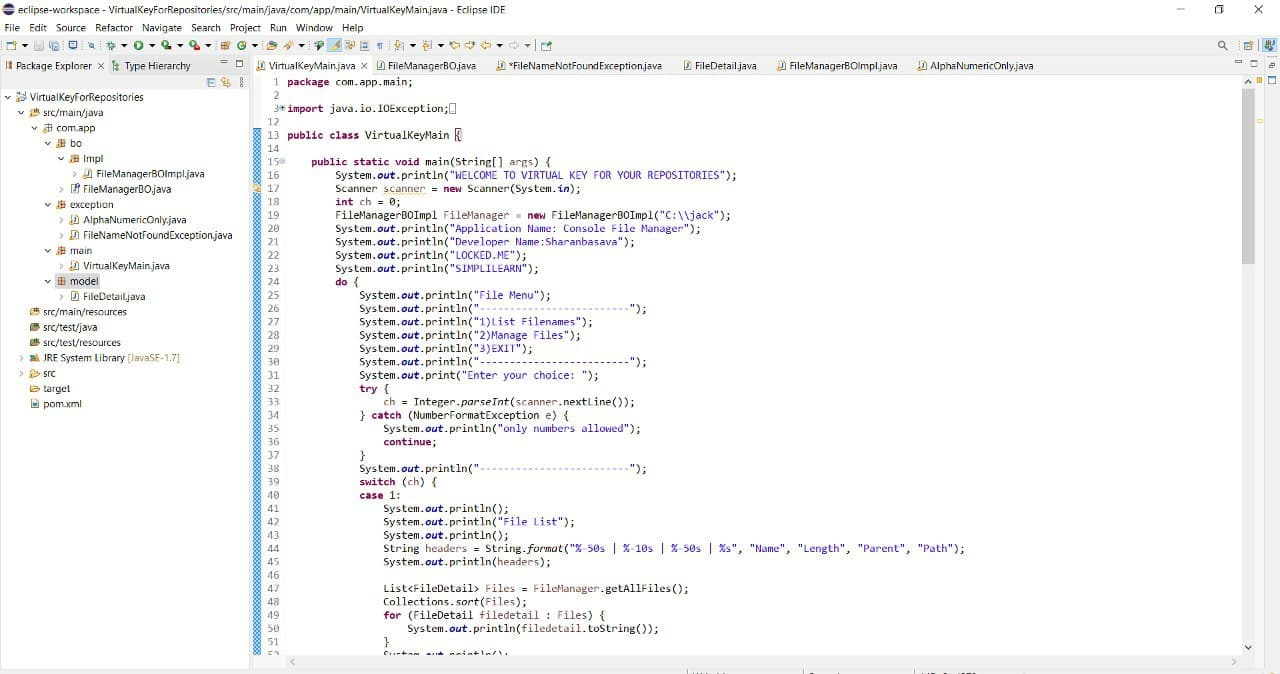 eclipse-workspace - VirtualKeyForRepositories/src/main/java/com/app/main/VirtualKeyMain.java - Eclipse IDE
File Edit Source Refactor Navigate Search Project Run Window Help
Package Explorer Type Hierarchy
VirtualKeyForRepositories
src/main/java
com.app
bo
Impl
FileManagerBOImpl.java
FileManagerBO.java
exception
AlphaNumericOnly.java
FileNameNotFoundException.java
main
VirtualKeyMain.java
model
FileDetail.java
src/main/resources
src/test/java
src/test/resources
JRE System Library [JavaSE-1.7]
src
target
pom.xml
VirtualKeyMain.java FileManagerBO.java *FileNameNotFoundException.java FileDetail.java FileManagerBOImpl.java AlphaNumericOnly.java
1 package com.app.main;
2
3 import java.io.IOException;
12
13 public class VirtualKeyMain {
14
15 public static void main(String[] args) {
16 System.out.println("WELCOME TO VIRTUAL KEY FOR YOUR REPOSITORIES");
17 Scanner scanner = new Scanner(System.in);
18 int ch = 0;
19 FileManagerBOImpl FileManager = new FileManagerBOImpl("C:\\jack");
20 System.out.println("Application Name: Console File Manager");
21 System.out.println("Developer Name:Sharanbasava");
22 System.out.println("LOCKED.ME");
23 System.out.println("SIMPLILEARN");
24 do {
25 System.out.println("File Menu");
26 System.out.println("-------------------------");
27 System.out.println("1)List Filenames");
28 System.out.println("2)Manage Files");
29 System.out.println("3)EXIT");
30 System.out.println("-------------------------");
31 System.out.print("Enter your choice: ");
32 try {
33 ch = Integer.parseInt(scanner.nextLine());
34 } catch (NumberFormatException e) {
35 System.out.println("only numbers allowed");
36 continue;
37 }
38 System.out.println("-------------------------");
39 switch (ch) {
40 case 1:
41 System.out.println();
42 System.out.println("File List");
43 System.out.println();
44 String headers = String.format("%-50s | %-10s | %-50s | %s", "Name", "Length", "Parent", "Path");
45 System.out.println(headers);
46
47 List<FileDetail> Files = FileManager.getAllFiles();
48 Collections.sort(Files);
49 for (FileDetail filedetail : Files) {
50 System.out.println(filedetail.toString());
51 }